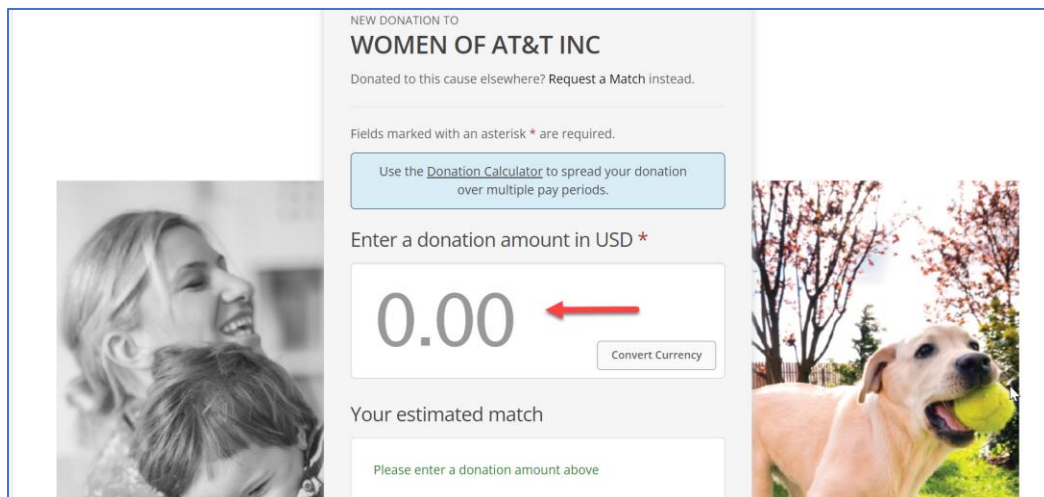 NEW DONATION TO
WOMEN OF AT&T INC
Donated to this cause elsewhere? Request a Match instead.
Fields marked with an asterisk * are required.
Use the Donation Calculator to spread your donation
over multiple pay periods.
Enter a donation amount in USD *
0.00
Convert Currency
Your estimated match
Please enter a donation amount above